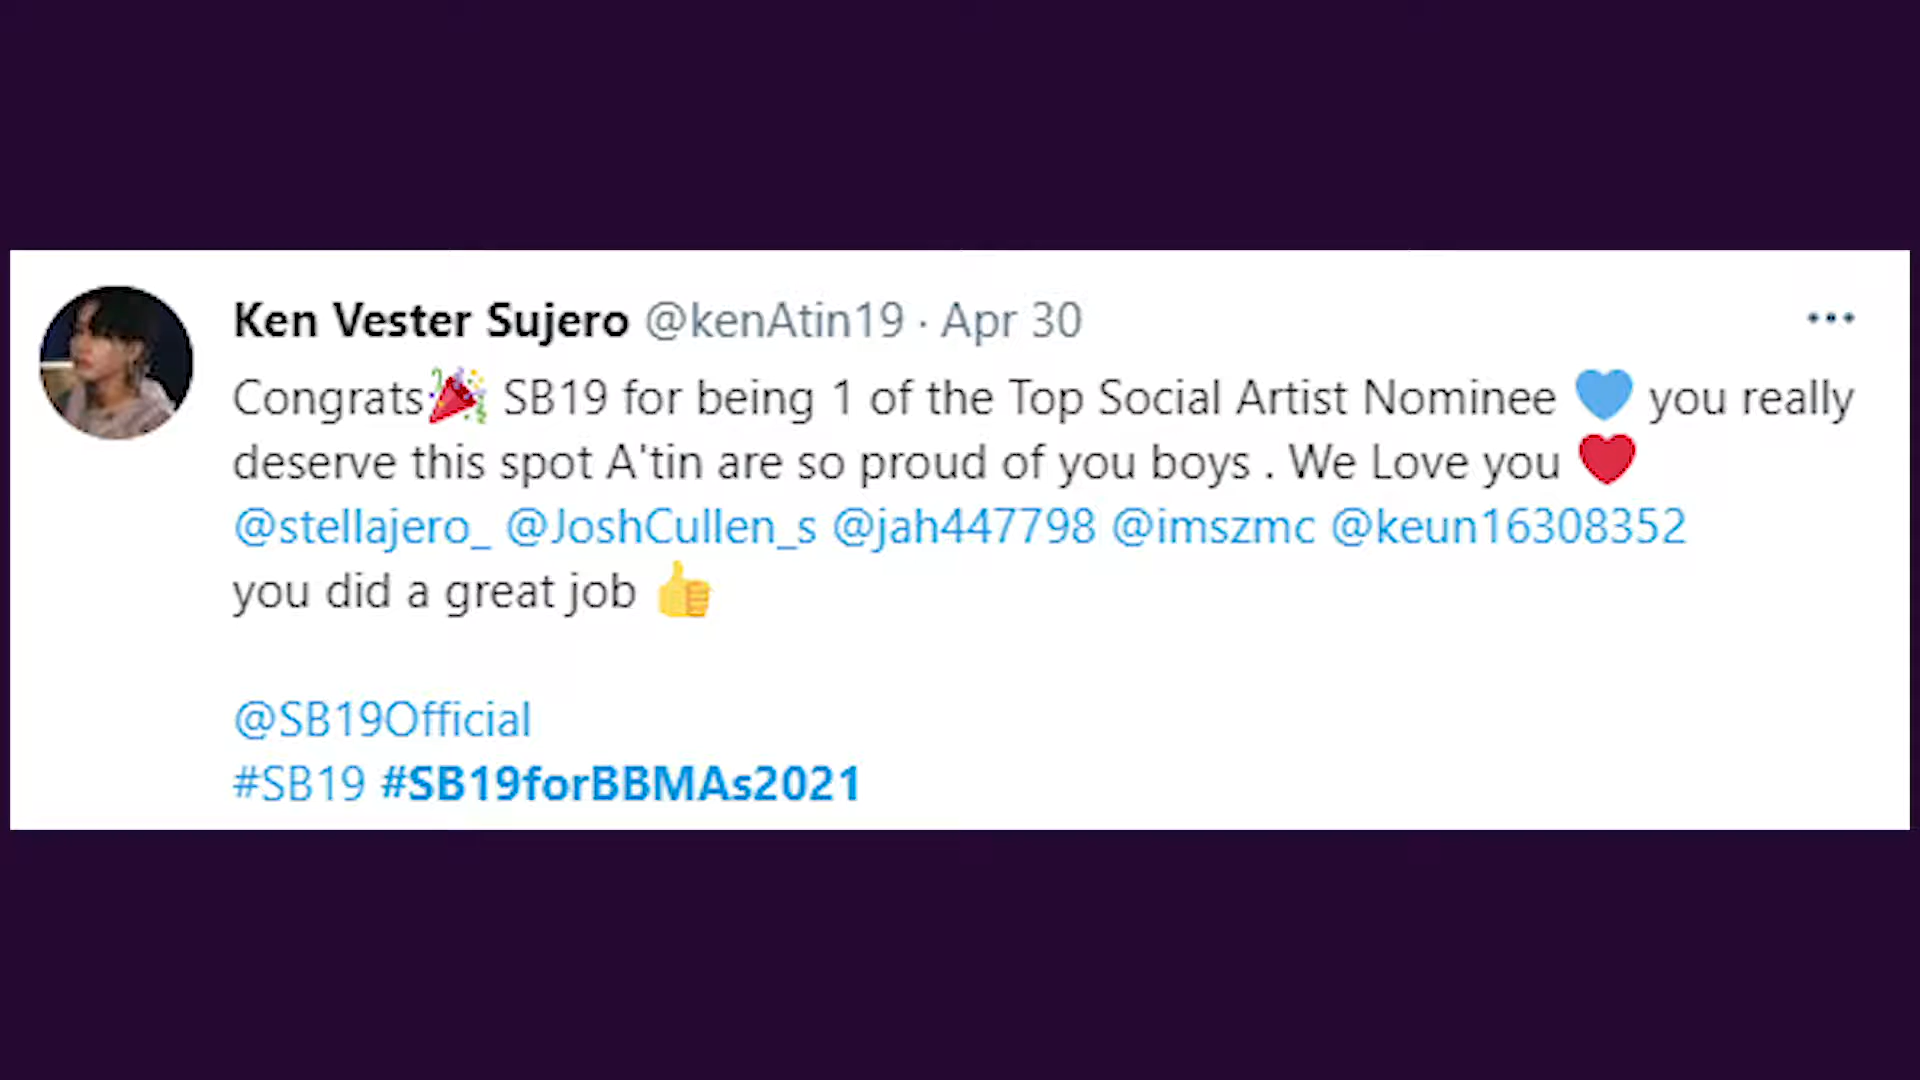 Ken Vester Sujero @kenAtin19 · Apr 30
Congrats🎉 SB19 for being 1 of the Top Social Artist Nominee 💙 you really
deserve this spot A'tin are so proud of you boys . We Love you ❤️
@stellajero_ @JoshCullen_s @jah447798 @imszmc @keun16308352
you did a great job 👍
@SB19Official
#SB19 #SB19forBBMAs2021